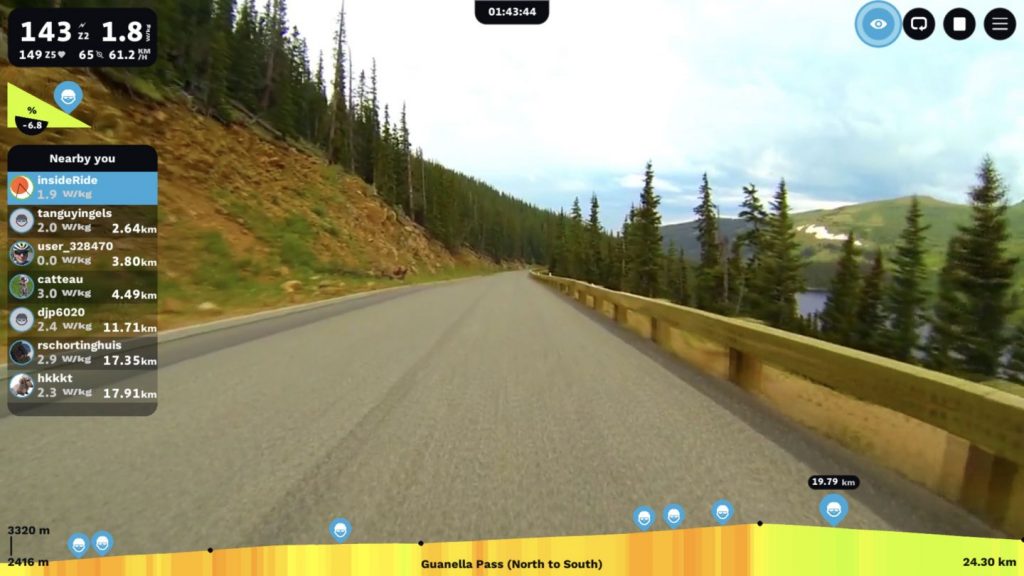 01:43:44
143 Z2 1.8
149 Z5 65 61.2 KM/H
%
-6.8
Nearby you
insideRide
1.9 W/kg
tanguyingels
2.0 W/kg 2.64km
user_328470
0.0 W/kg 3.80km
catteau
3.0 W/kg 4.49km
djp6020
2.4 W/kg 11.71km
rschortinghuis
2.9 W/kg 17.35km
hkkkt
2.3 W/kg 17.91km
19.79 km
3320 m
2416 m
Guanella Pass (North to South)
24.30 km